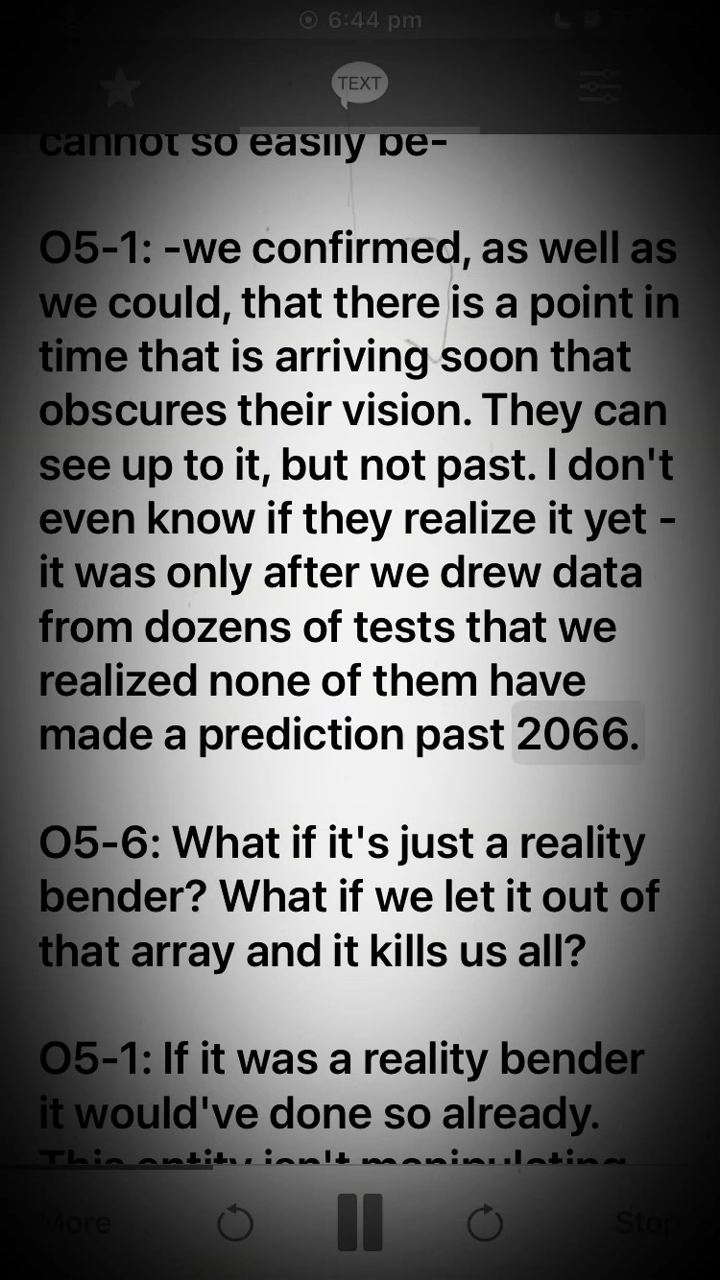 6:44 pm
TEXT
cannot so easily be-
O5-1: -we confirmed, as well as
we could, that there is a point in
time that is arriving soon that
obscures their vision. They can
see up to it, but not past. I don't
even know if they realize it yet -
it was only after we drew data
from dozens of tests that we
realized none of them have
made a prediction past 2066.
O5-6: What if it's just a reality
bender? What if we let it out of
that array and it kills us all?
O5-1: If it was a reality bender
it would've done so already.
This entity isn't manipulating
More
Stop